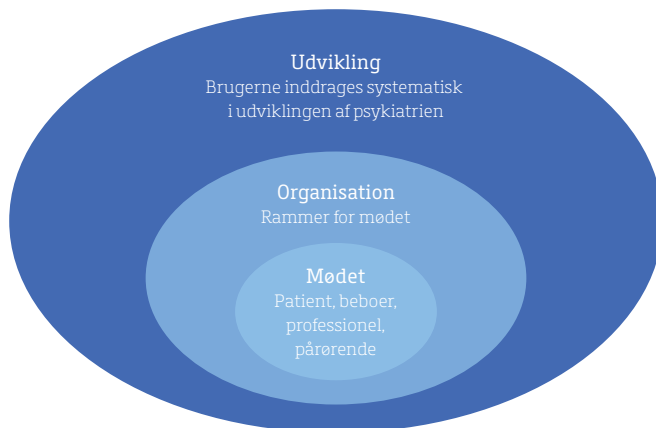 Udvikling
Brugerne inddrages systematisk
i udviklingen af psykiatrien
Organisation
Rammer for mødet
Mødet
Patient, beboer,
professionel,
pårørende